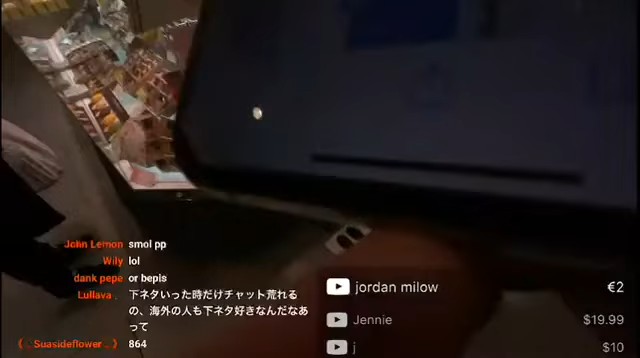 John Lemon smol pp
Wily lol
dank pepe or bepis
Lullava . 下ネタいった時だけチャット荒れる
の、海外の人も下ネタ好きなんだなあ
って
《♡Suasideflower♡》 864
jordan milow €2
Jennie $19.99
j $10